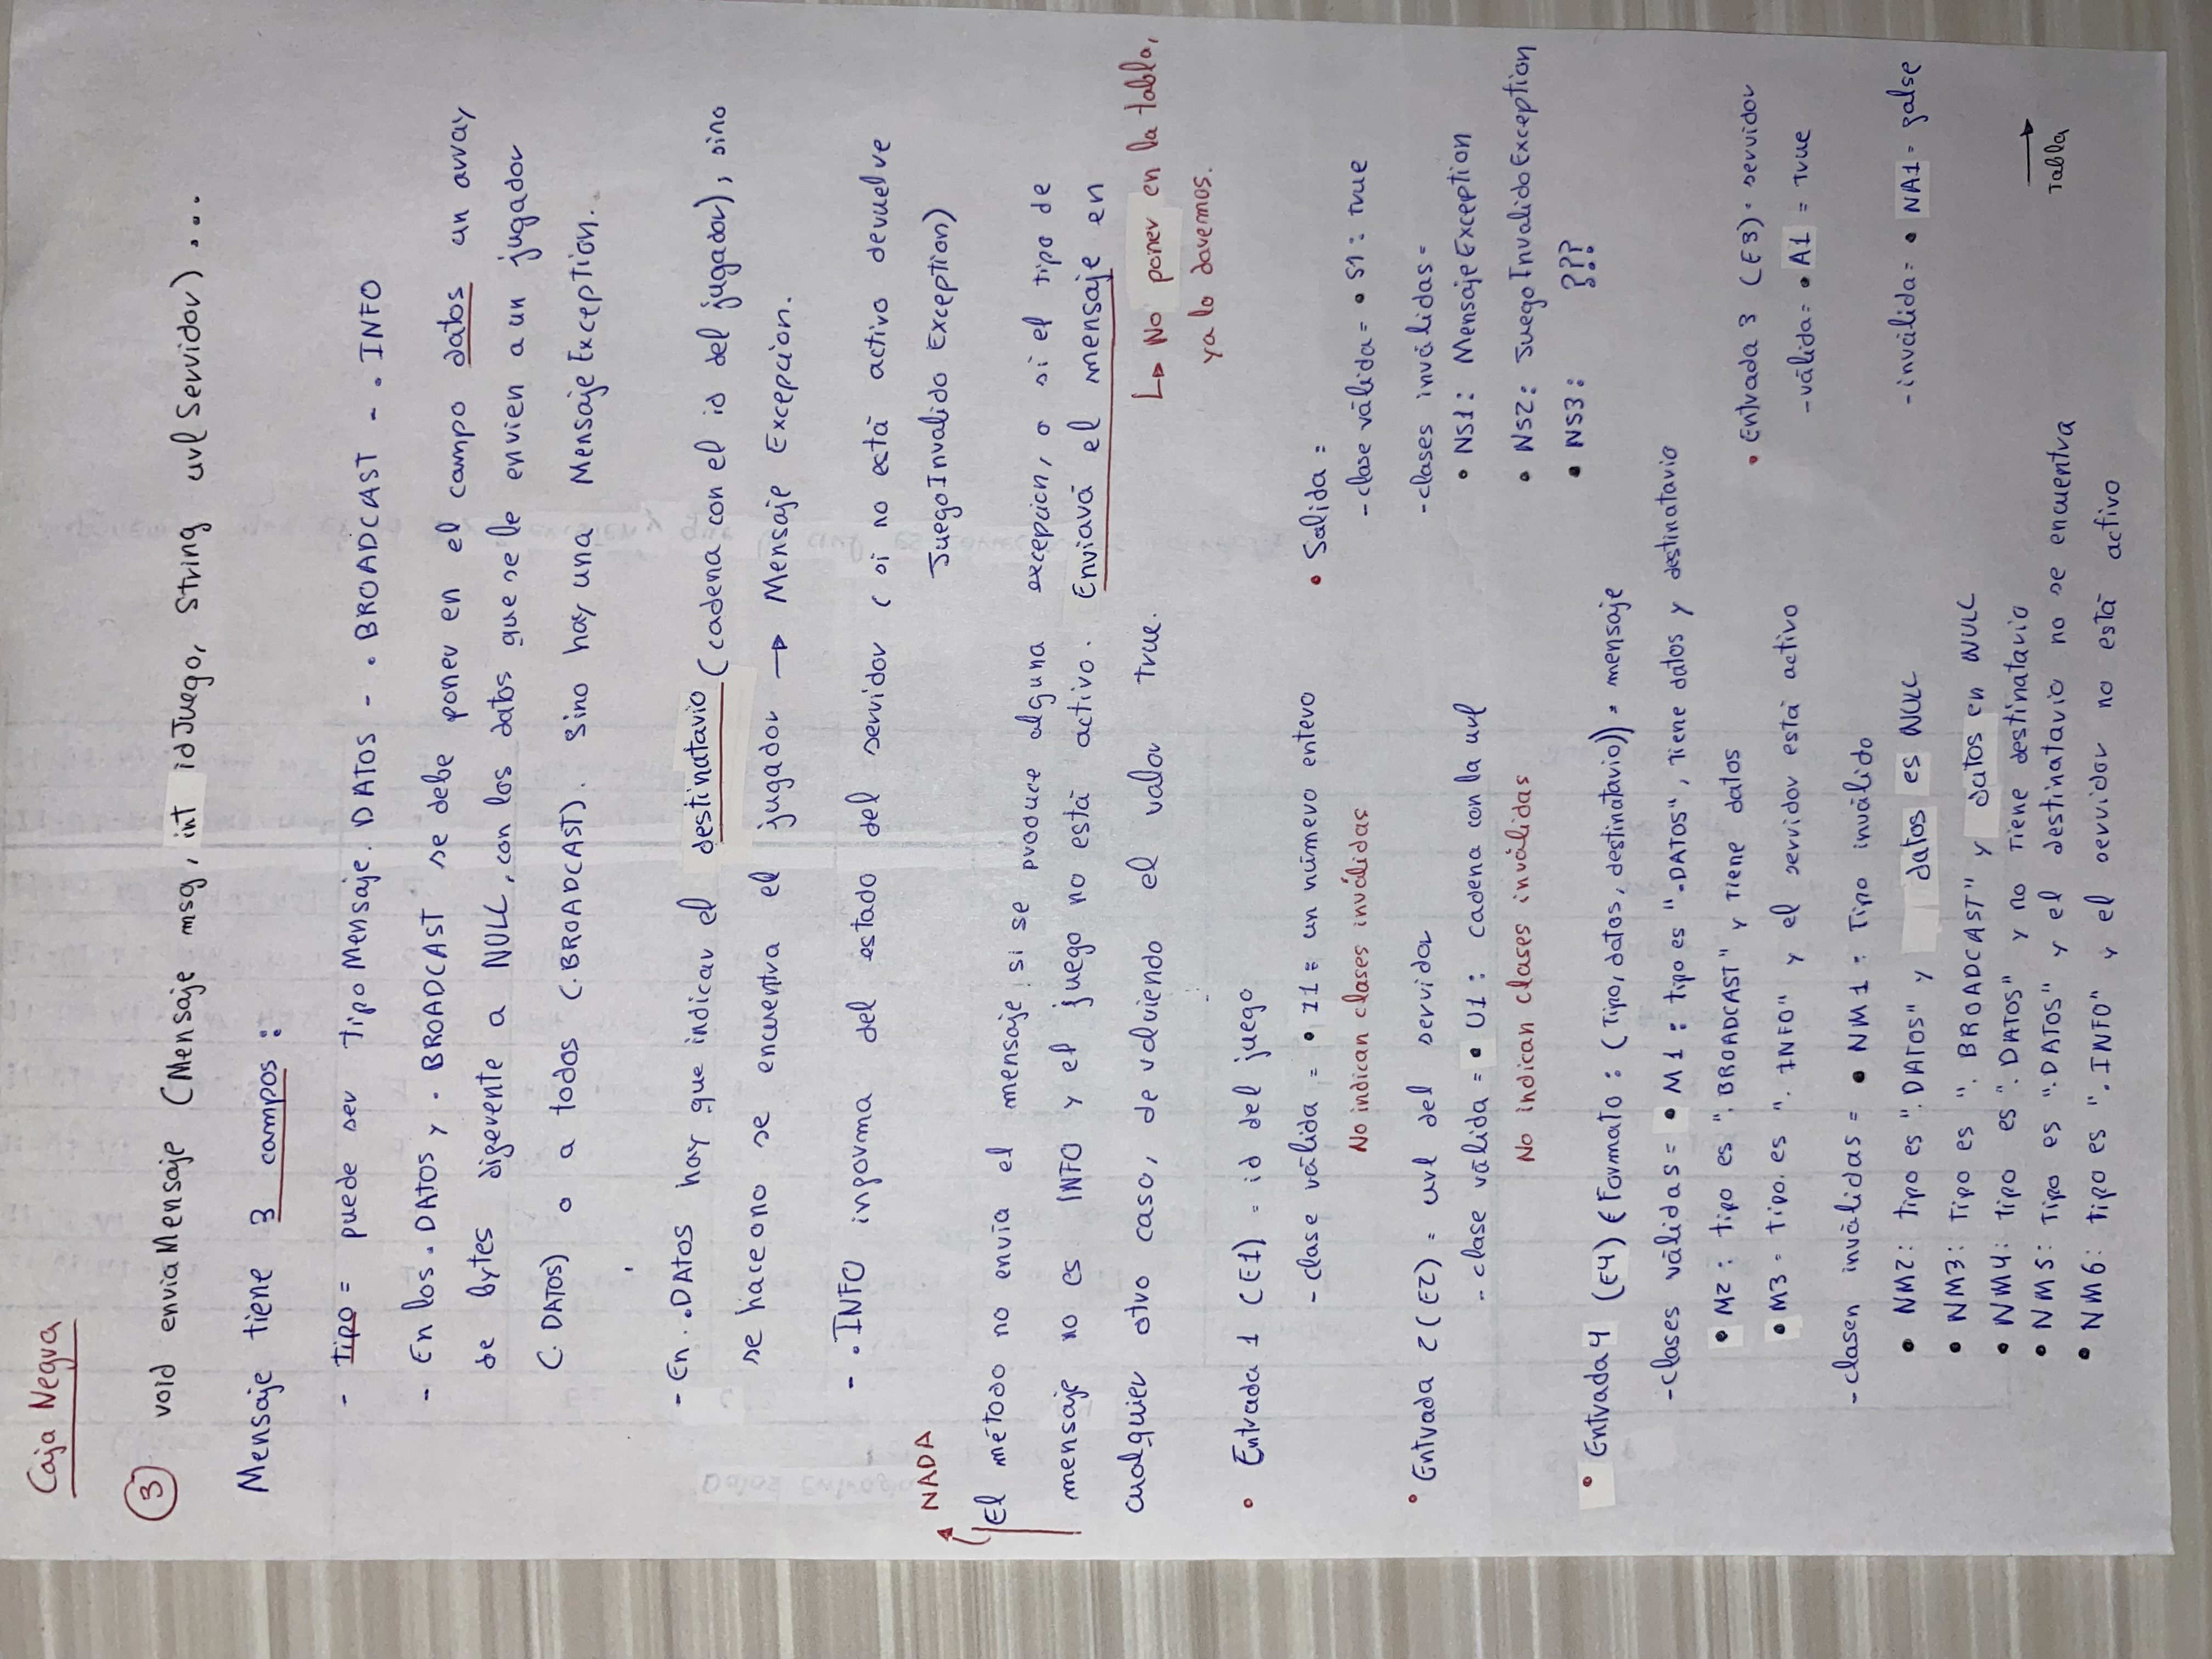 Caja Negra
3 void enviaMensaje (Mensaje msg, int idJuego, String urlServidor) ...
Mensaje tiene 3 campos :
- tipo = puede ser tipoMensaje. DATOS - . BROADCAST - . INFO
- En los . DATOS y . BROADCAST se debe poner en el campo datos un array
de bytes diferente a NULL, con los datos que se le envien a un jugador
(. DATOS) o a todos (.BROADCAST). Sino hay una MensajeException.
- En . .DATOS hay que indicar el destinatario (cadena con el id del jugador), sino
se hace o no se encuentra el jugador → Mensaje Excepcion.
- .INFO informa del estado del servidor ( si no está activo devuelve
JuegoInvalido Exception)
NADA
El método no envía el mensaje si se produce alguna excepción, o si el tipo de
mensaje no es INFO y el juego no está activo. Enviará el mensaje en
cualquier otro caso, devolviendo el valor true.
↳ No poner en la tabla,
ya lo daremos.
• Entrada 1 (E1) = id del juego
- clase válida = • I1 = un número entero
No indican clases inválidas
• Salida =
- clase válida = • S1 : true
- clases inválidas =
• NS1 : MensajeException
• NS2 : JuegoInvalidoException
• NS3 : ???
• Entrada 2 (E2) = url del servidor
- clase válida = • U1 : cadena con la url
No indican clases inválidas
• Entrada 4 (E4) (Formato : (Tipo, datos, destinatario)) = mensaje
- clases válidas = • M1 : tipo es ".DATOS", tiene datos y destinatario
• M2 : tipo es ". BROADCAST" y tiene datos
• M3 = tipo. es ". INFO" y el servidor está activo
• Entrada 3 (E3) = servidor
- válida = • A1 = true
- inválida = • NA1 = false
- clasen inválidas = • NM1 : Tipo inválido
• NM2: tipo es ". DATOS" y datos es NULL
• NM3: tipo es ". BROADCAST" y datos en NULL
• NM4: tipo es ". DATOS" y no tiene destinatario
• NM5: tipo es ".DATOS" y el destinatario no se encuentra
• NM6: tipo es ". INFO" y el servidor no está activo
→
Tabla